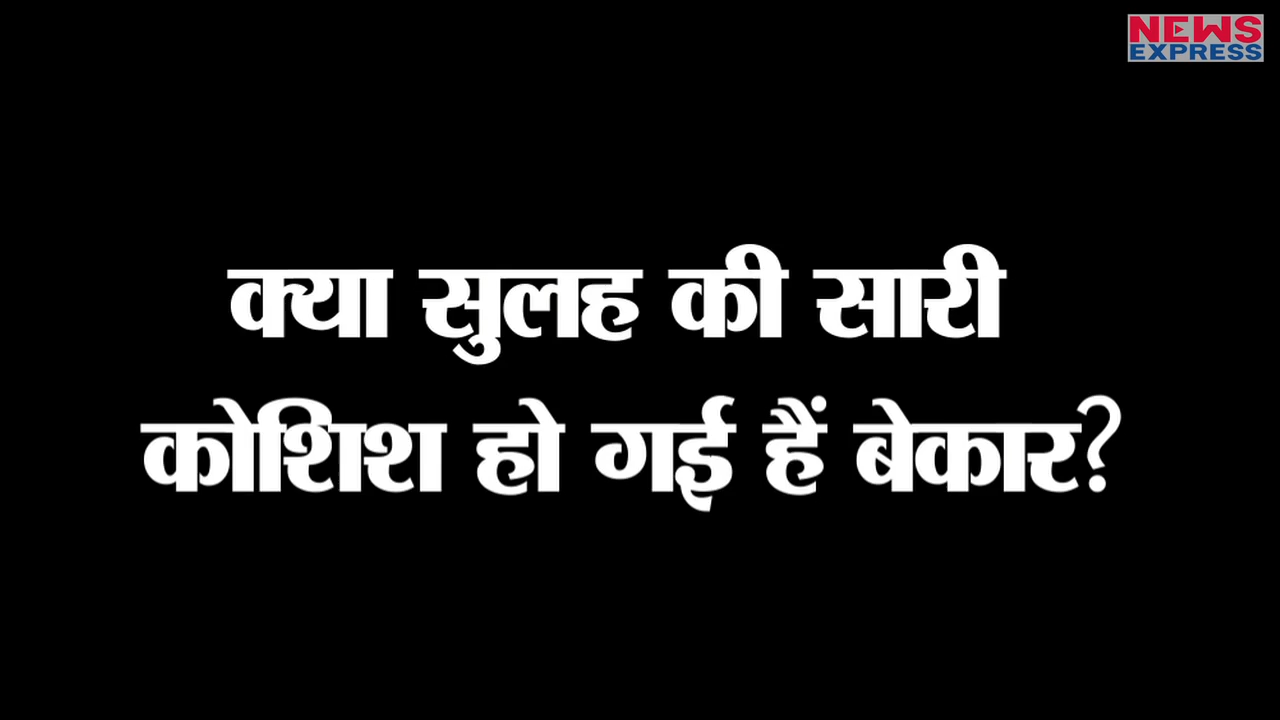 NEWS
EXPRESS
क्या सुलह की सारी
कोशिश हो गई हैं बेकार?